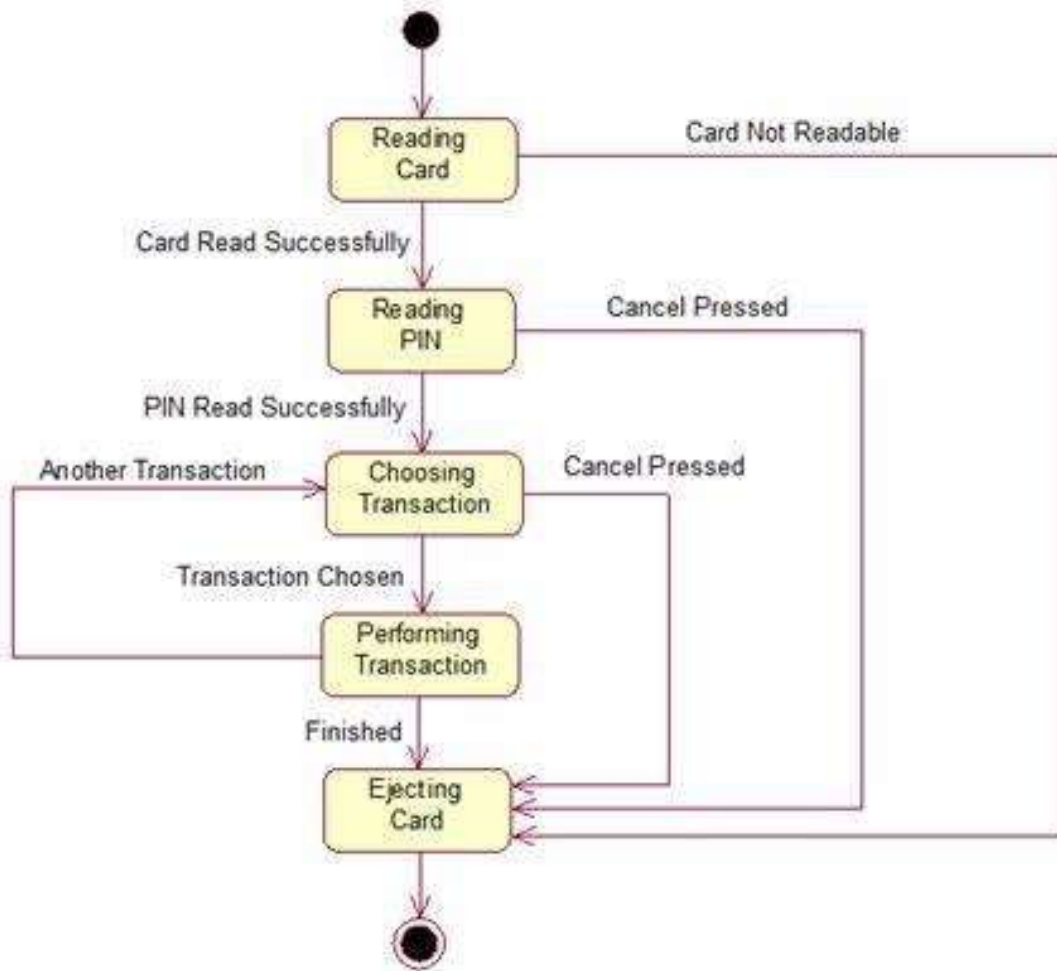 Reading
Card
Card Not Readable
Card Read Successfully
Reading
PIN
Cancel Pressed
PIN Read Successfully
Another Transaction
Choosing
Transaction
Cancel Pressed
Transaction Chosen
Performing
Transaction
Finished
Ejecting
Card